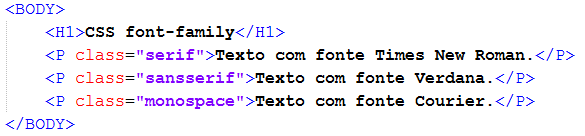 <BODY>
<H1>CSS font-family</H1>
<P class="serif">Texto com fonte Times New Roman.</P>
<P class="sansserif">Texto com fonte Verdana.</P>
<P class="monospace">Texto com fonte Courier.</P>
</BODY>